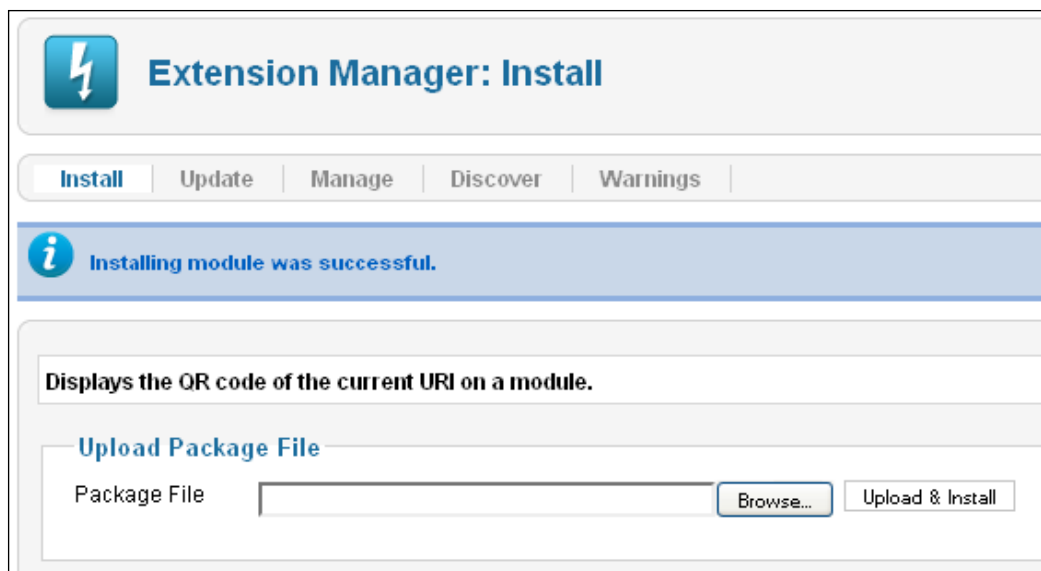 Extension Manager: Install
Install Update Manage Discover Warnings
Installing module was successful.
Displays the QR code of the current URI on a module.
Upload Package File
Package File Browse... Upload & Install